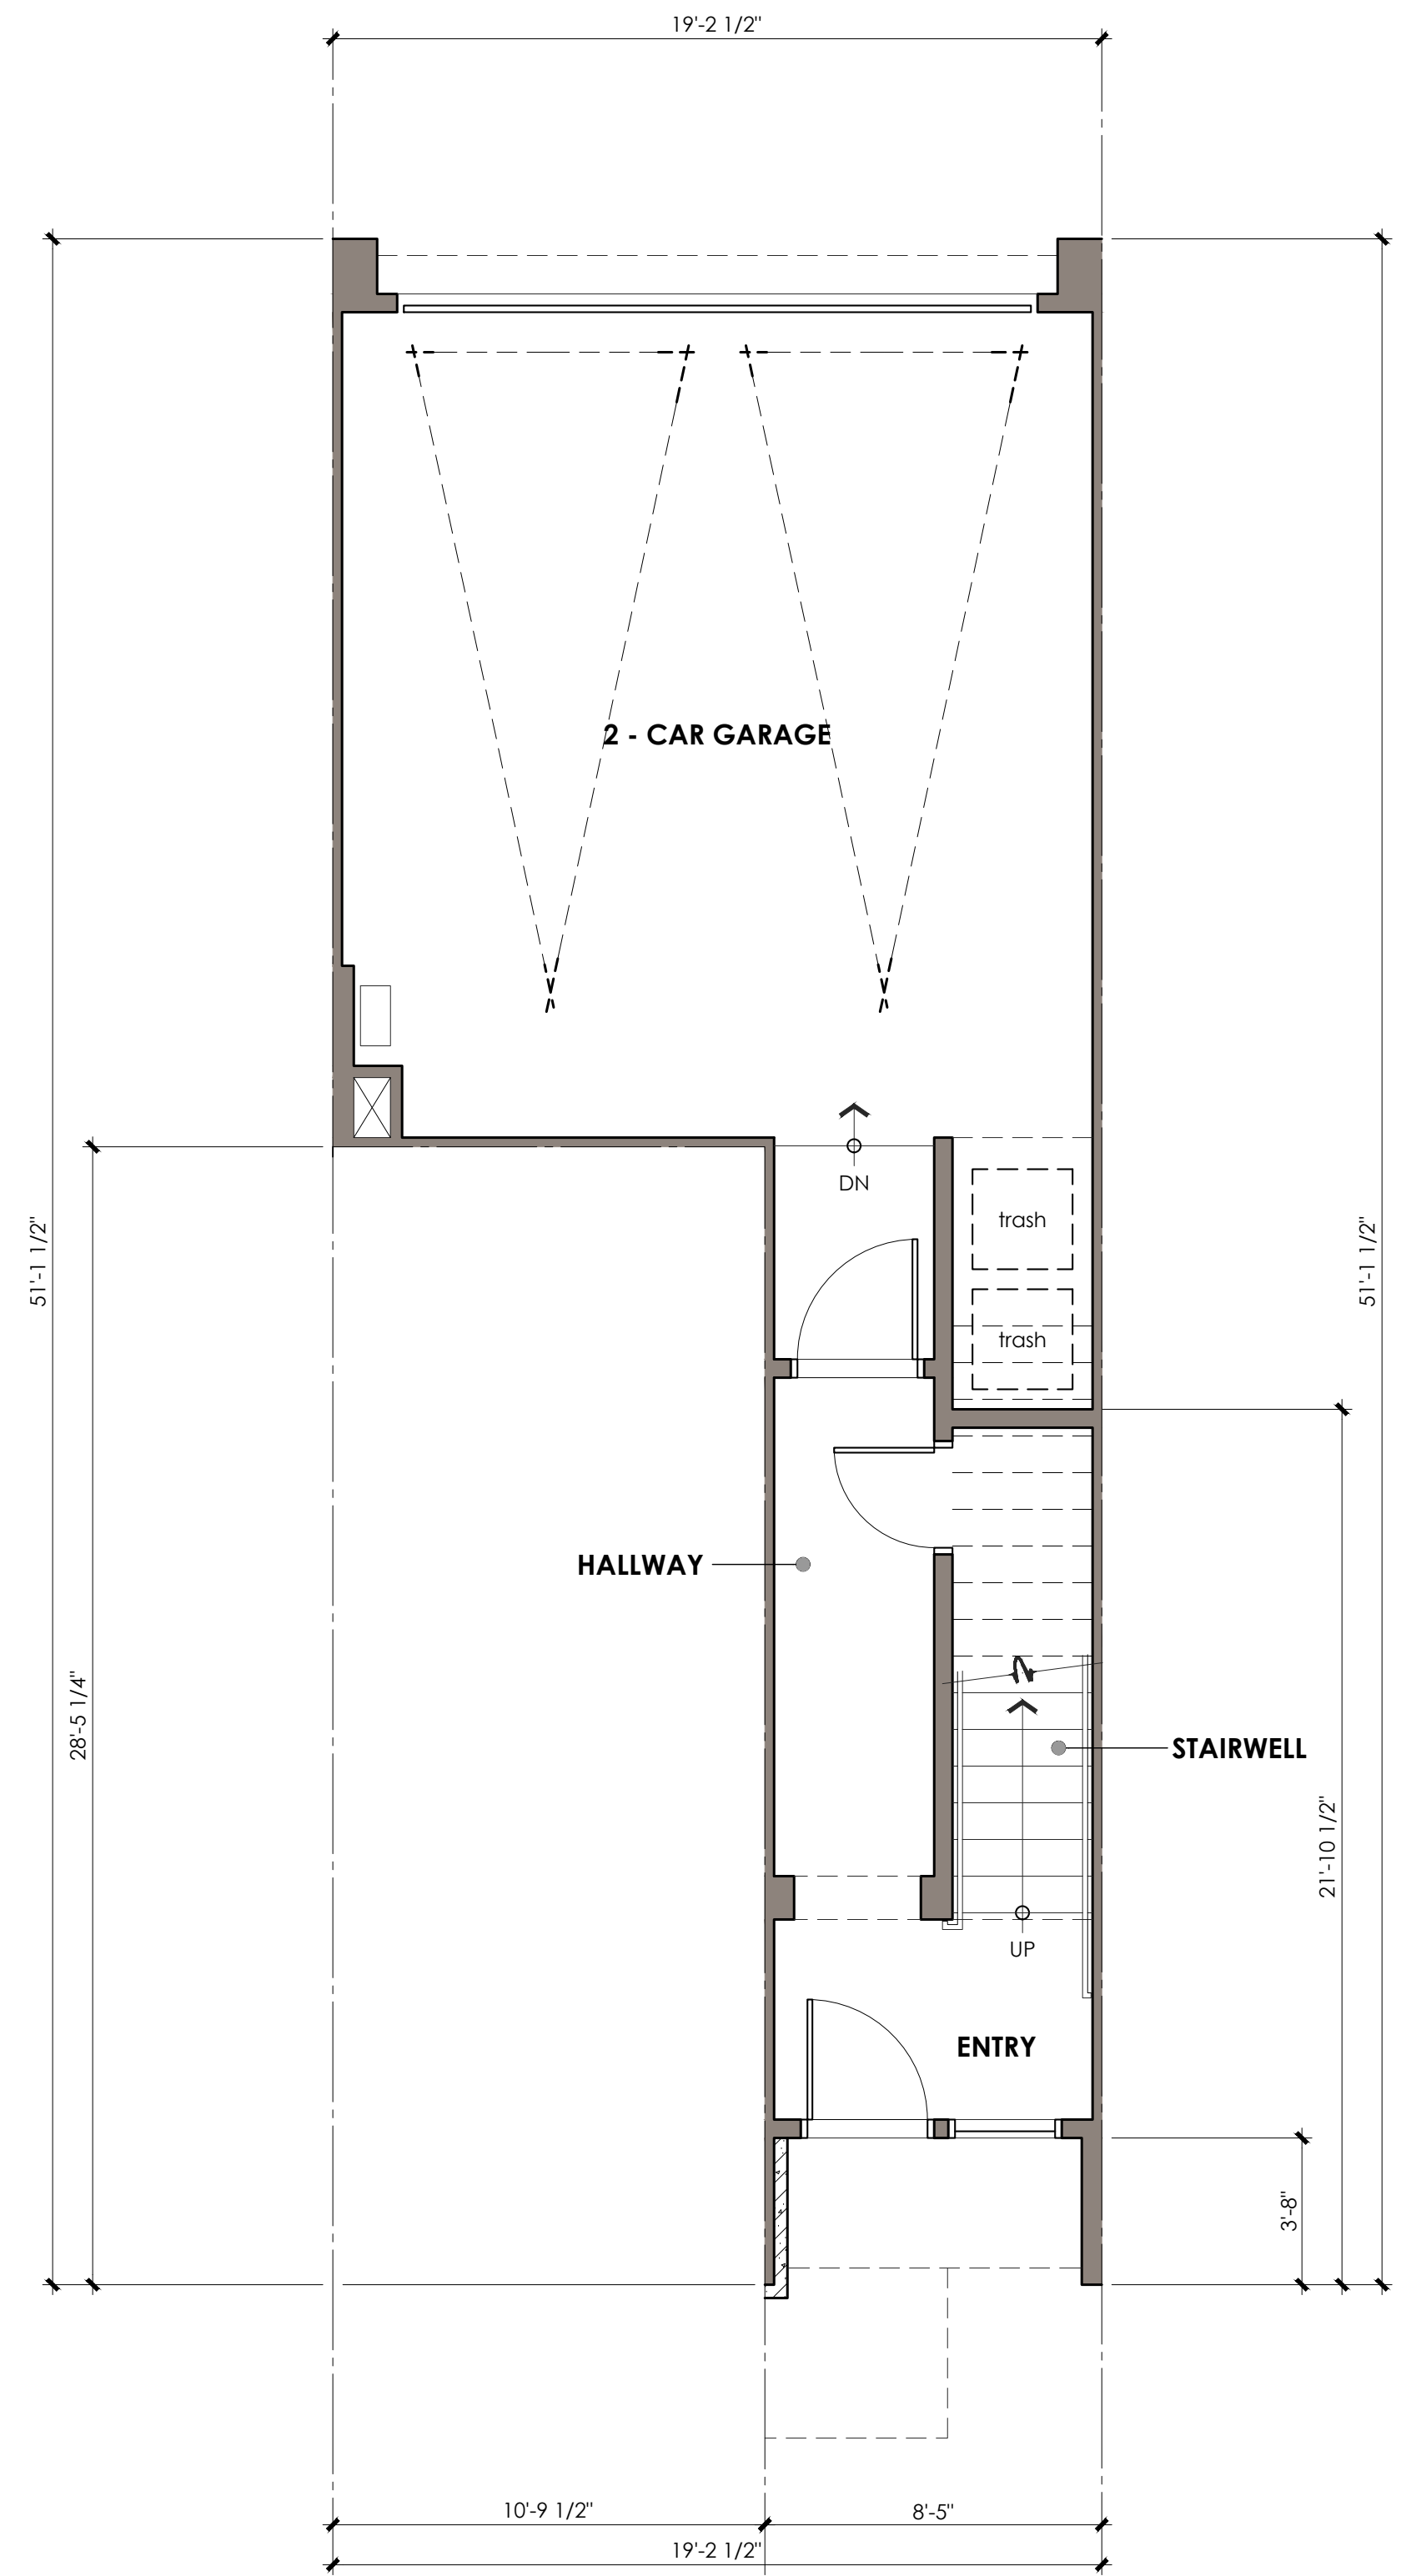 19'-2 1/2"
2 - CAR GARAGE
DN
trash
51'-1 1/2"
51'-1 1/2"
trash
HALLWAY
28'-5 1/4"
STAIRWELL
21'-10 1/2"
UP
ENTRY
3'-8"
10'-9 1/2"
8'-5"
19'-2 1/2"